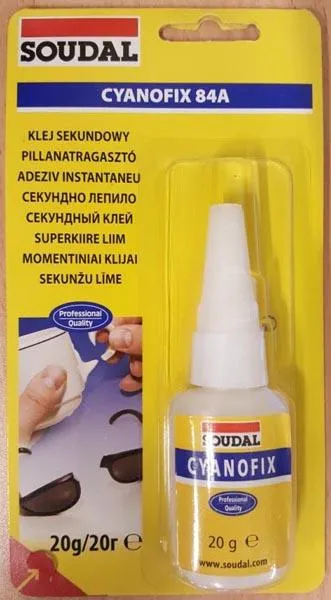 SOUDAL
CYANOFIX 84A
KLEJ SEKUNDOWY
PILLANATRAGASZTÓ
ADEZIV INSTANTANEU
СЕКУНДНО ЛЕПИЛО
СЕКУНДНЫЙ КЛЕЙ
SUPERKIIRE LIIM
MOMENTINIAI KLIJAI
SEKUNŽU LĪME
Professional
Quality
20g/20г ℮
SOUDAL
CYANOFIX
Professional
Quality
20 g ℮
www.soudal.com